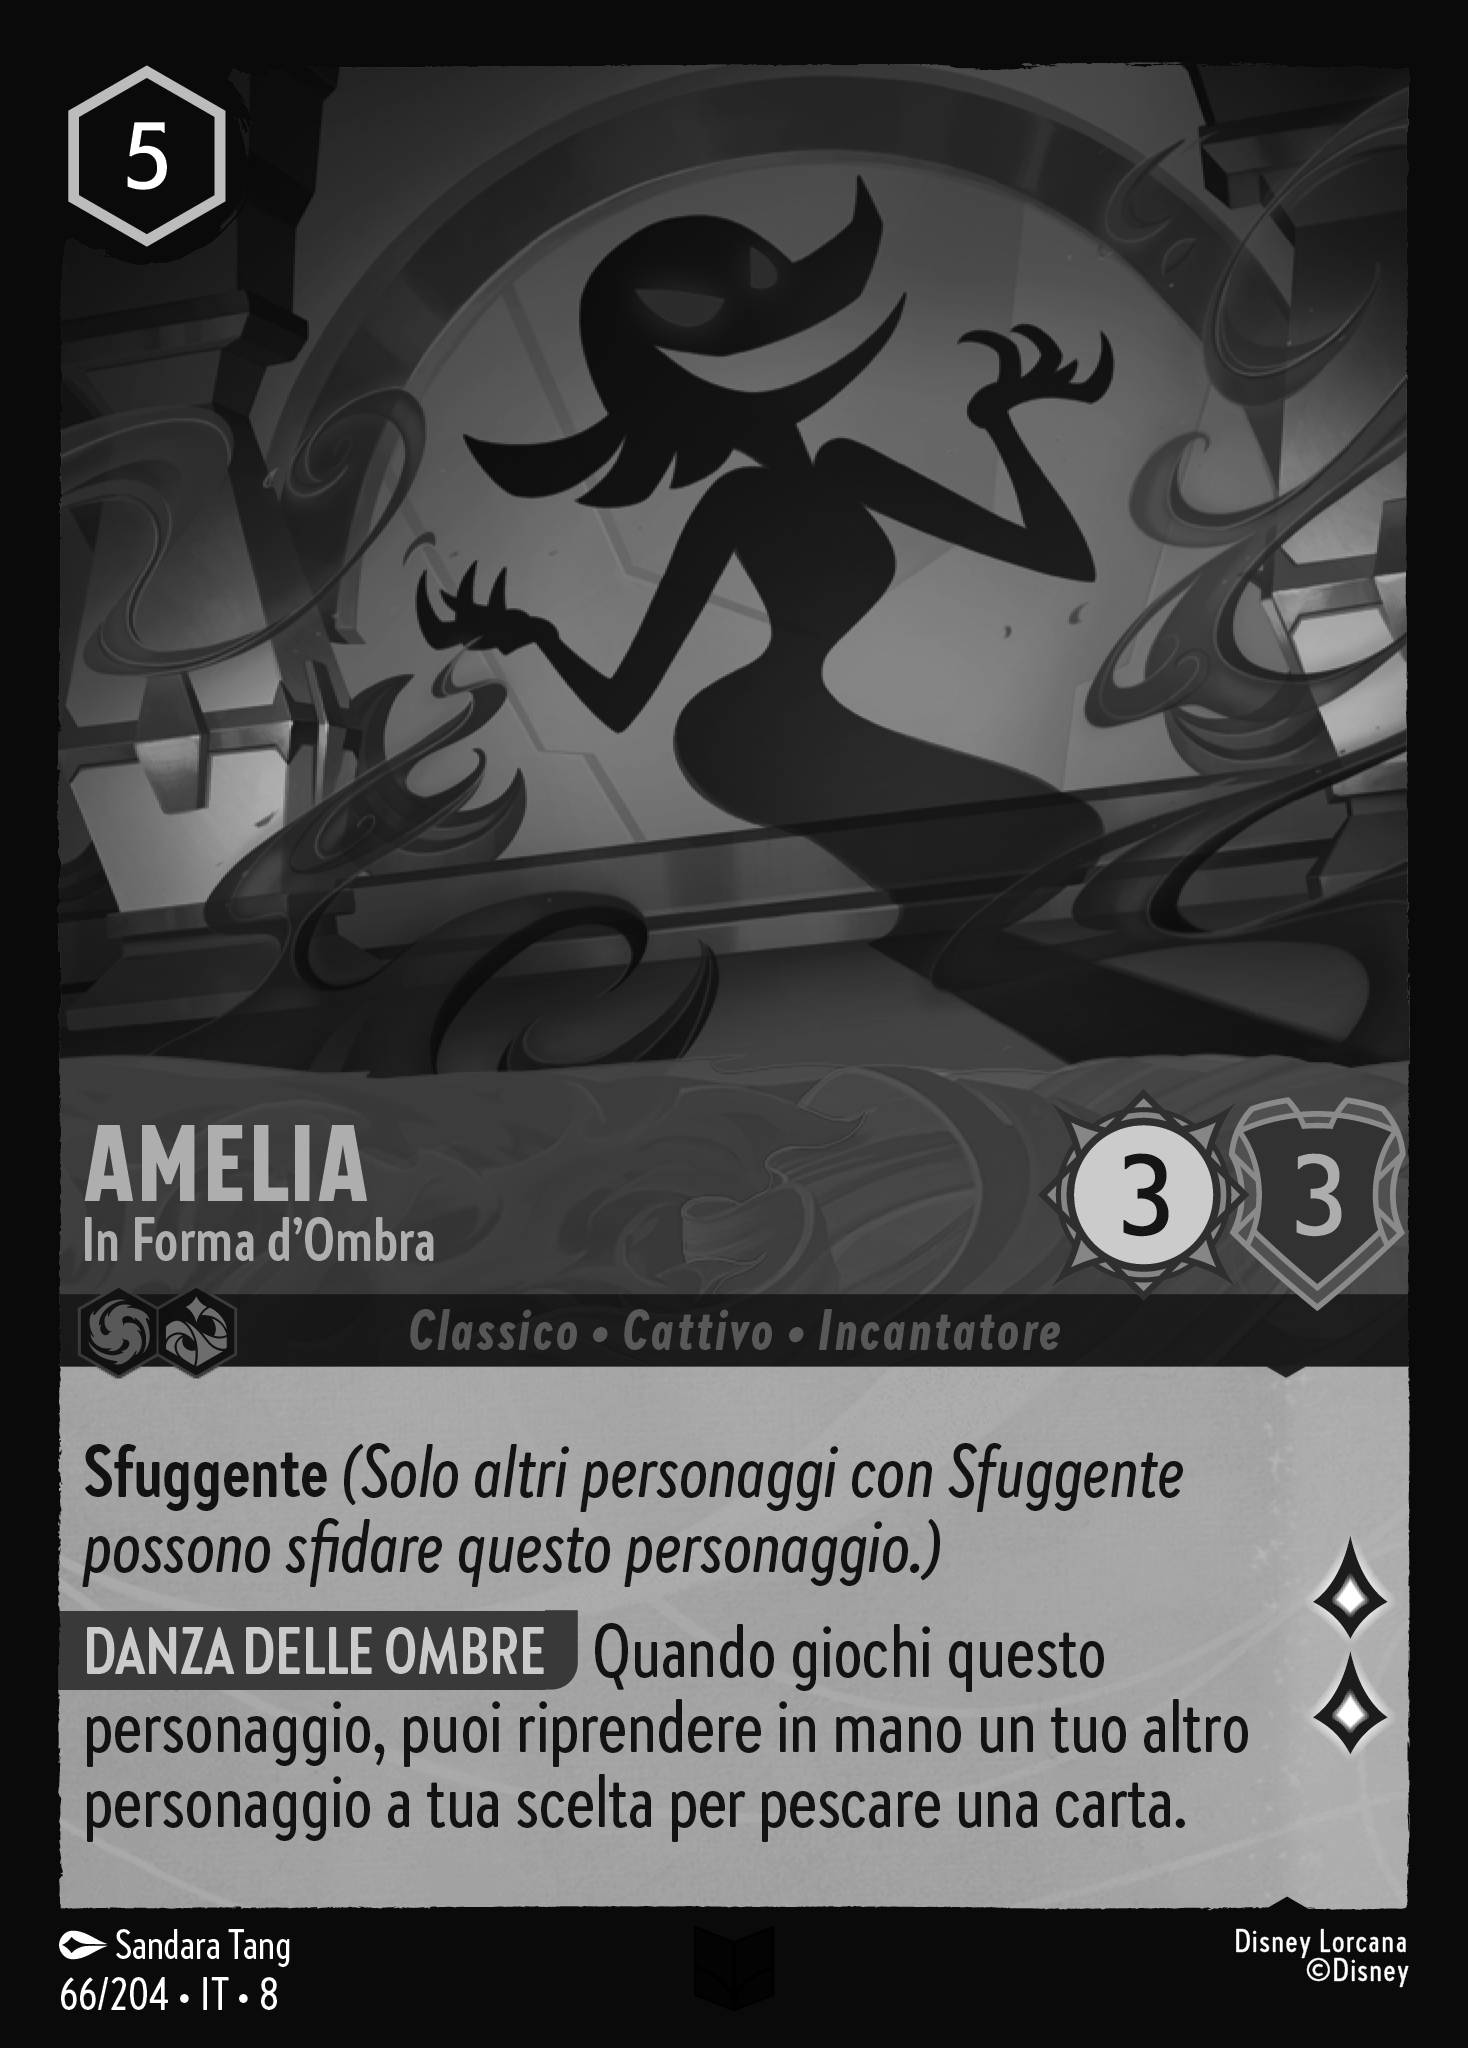 5
AMELIA
In Forma d’Ombra
3
3
Classico • Cattivo • Incantatore
Sfuggente (Solo altri personaggi con Sfuggente
possono sfidare questo personaggio.)
DANZA DELLE OMBRE Quando giochi questo
personaggio, puoi riprendere in mano un tuo altro
personaggio a tua scelta per pescare una carta.
Sandara Tang
66/204 • IT • 8
Disney Lorcana
©Disney